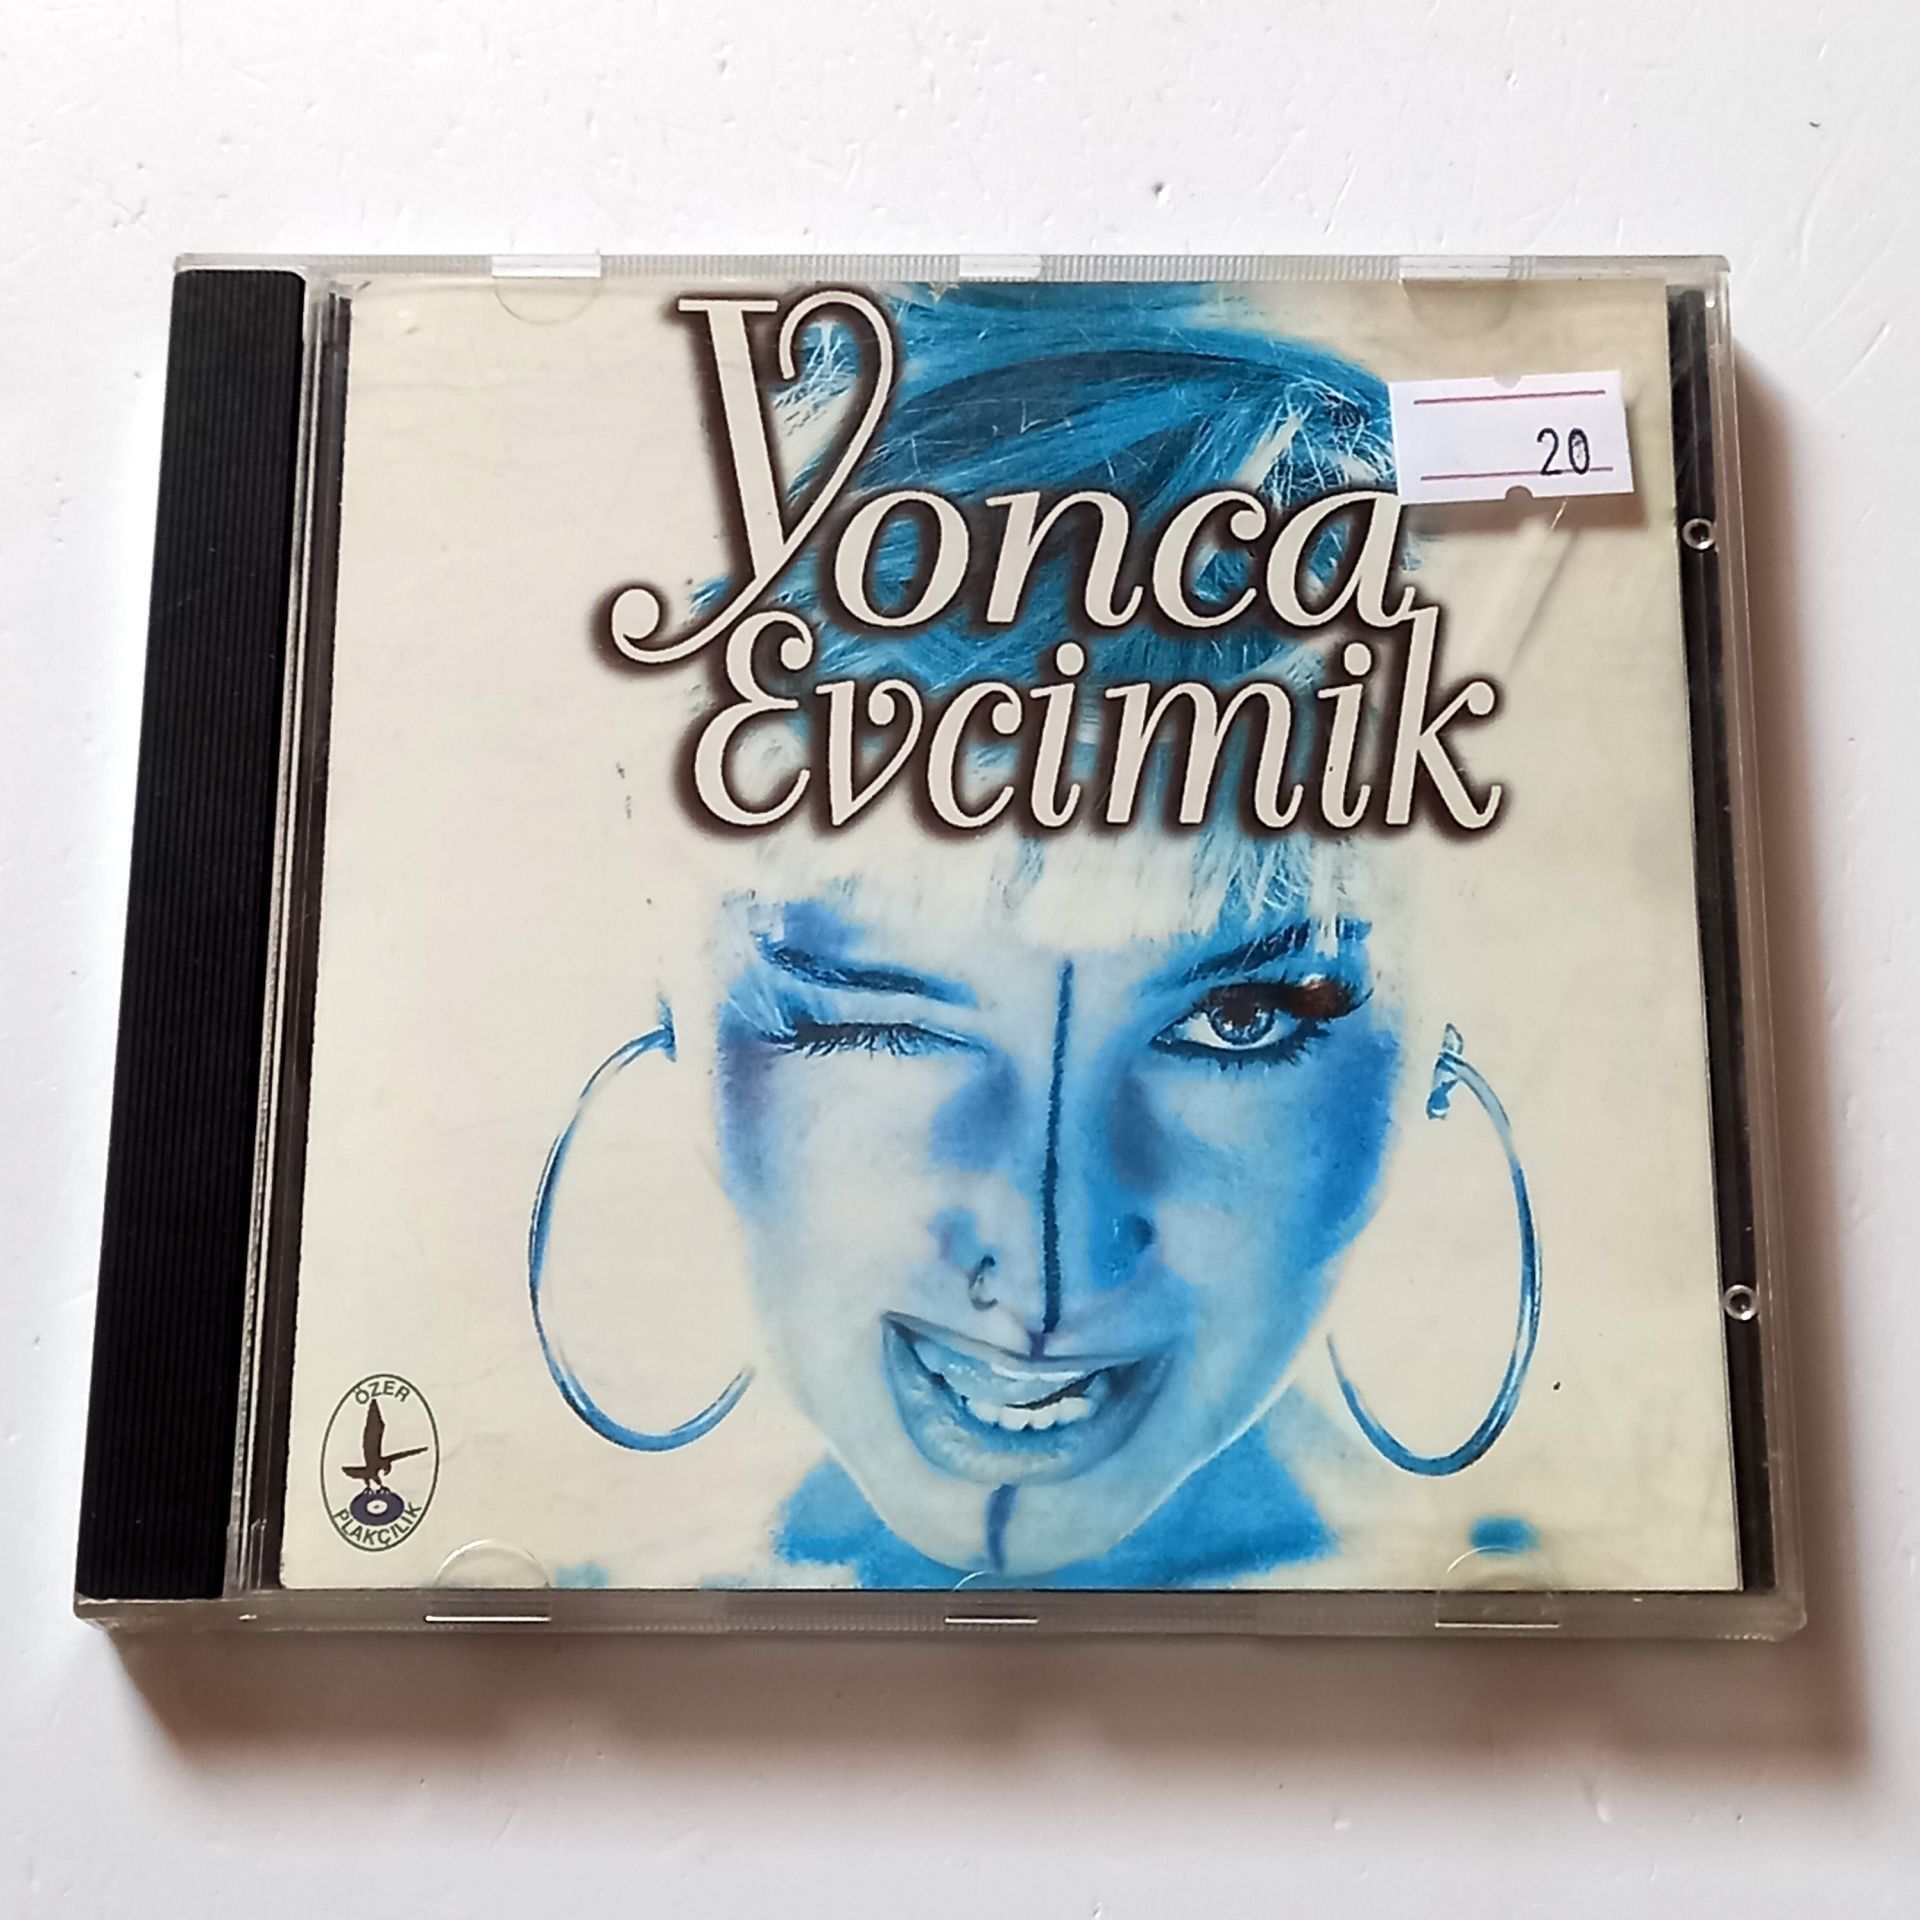 Yonca
Evcimik
20
ÖZER
PLAKÇILIK